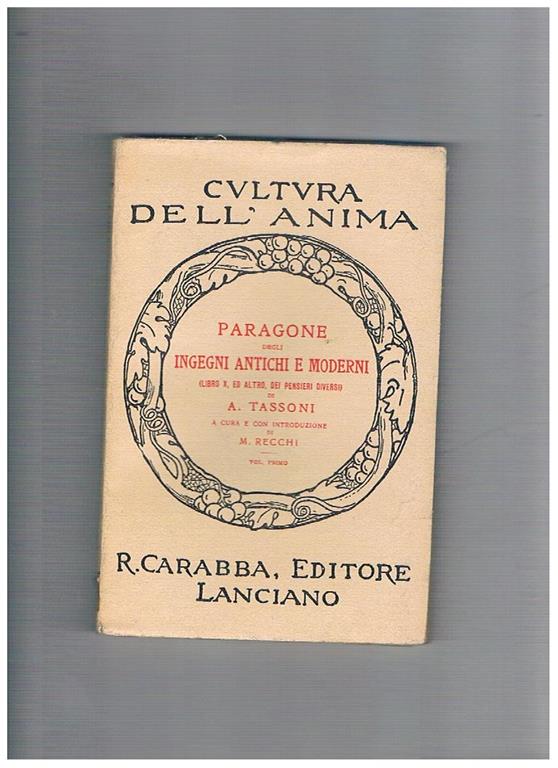 CVLTVRA
DELL' ANIMA
PARAGONE
DEGLI
INGEGNI ANTICHI E MODERNI
(LIBRO X, ED ALTRO, DEI PENSIERI DIVERSI)
DI
A. TASSONI
A CURA E CON INTRODUZIONE
DI
M. RECCHI
VOL. PRIMO
R. CARABBA, EDITORE
LANCIANO